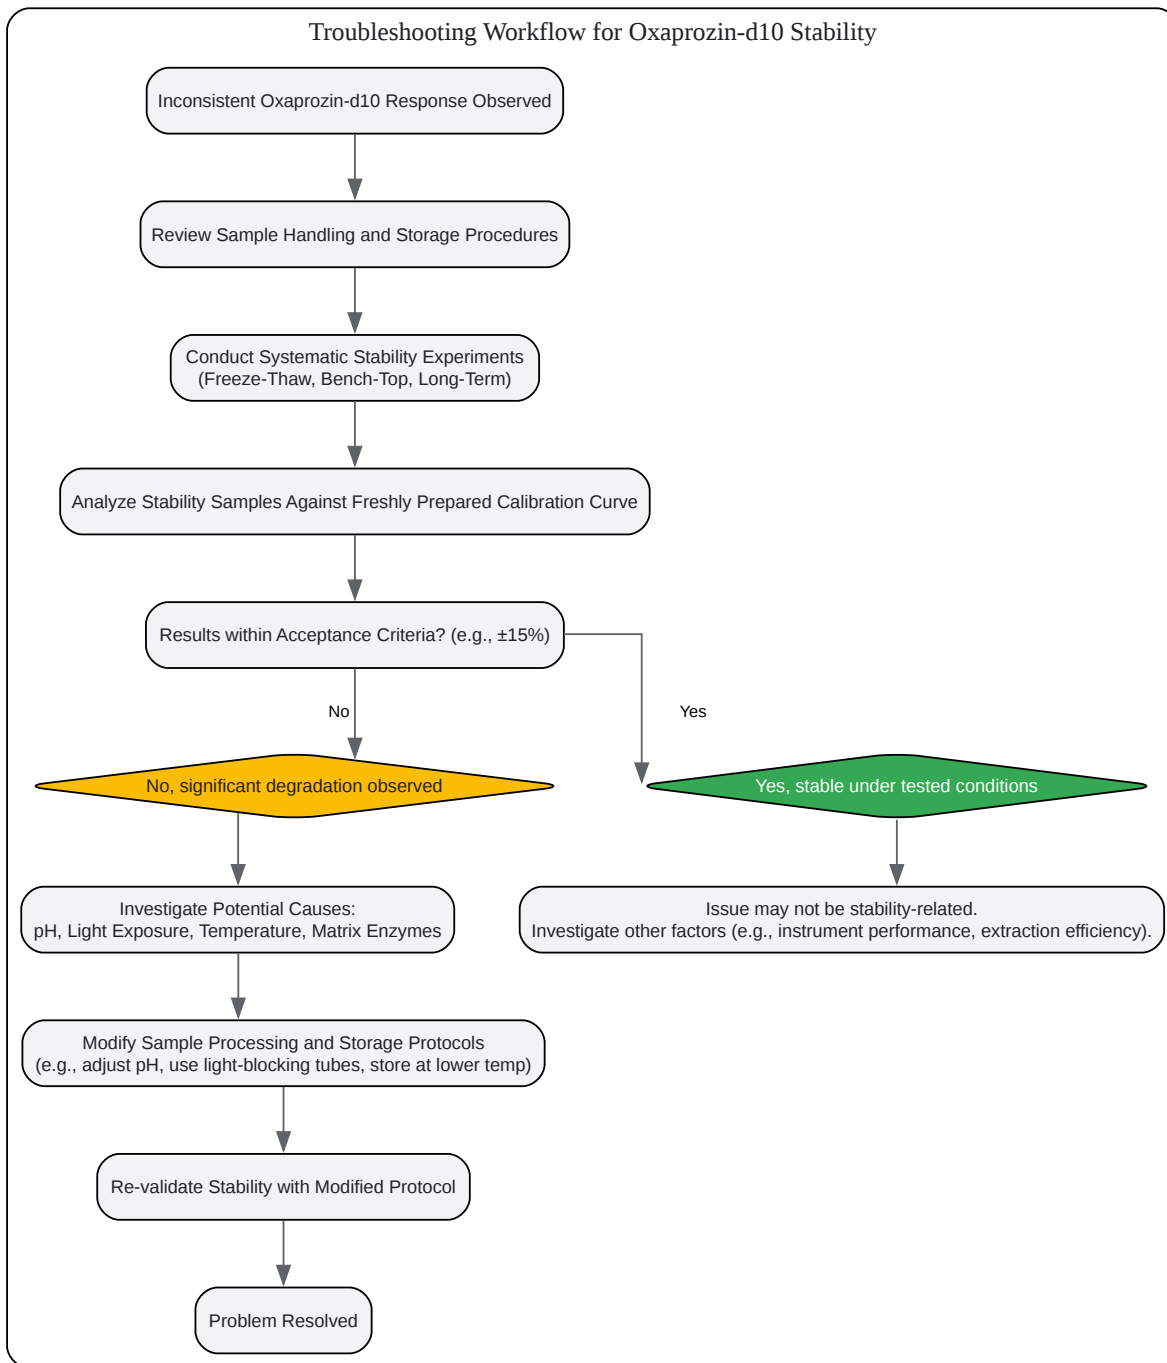 Troubleshooting Workflow for Oxaprozin-d10 Stability
Inconsistent Oxaprozin-d10 Response Observed
Review Sample Handling and Storage Procedures
Conduct Systematic Stability Experiments
(Freeze-Thaw, Bench-Top, Long-Term)
Analyze Stability Samples Against Freshly Prepared Calibration Curve
Results within Acceptance Criteria? (e.g., ±15%)
No
Yes
No, significant degradation observed
Yes, stable under tested conditions
Investigate Potential Causes:
pH, Light Exposure, Temperature, Matrix Enzymes
Issue may not be stability-related.
Investigate other factors (e.g., instrument performance, extraction efficiency).
Modify Sample Processing and Storage Protocols
(e.g., adjust pH, use light-blocking tubes, store at lower temp)
Re-validate Stability with Modified Protocol
Problem Resolved